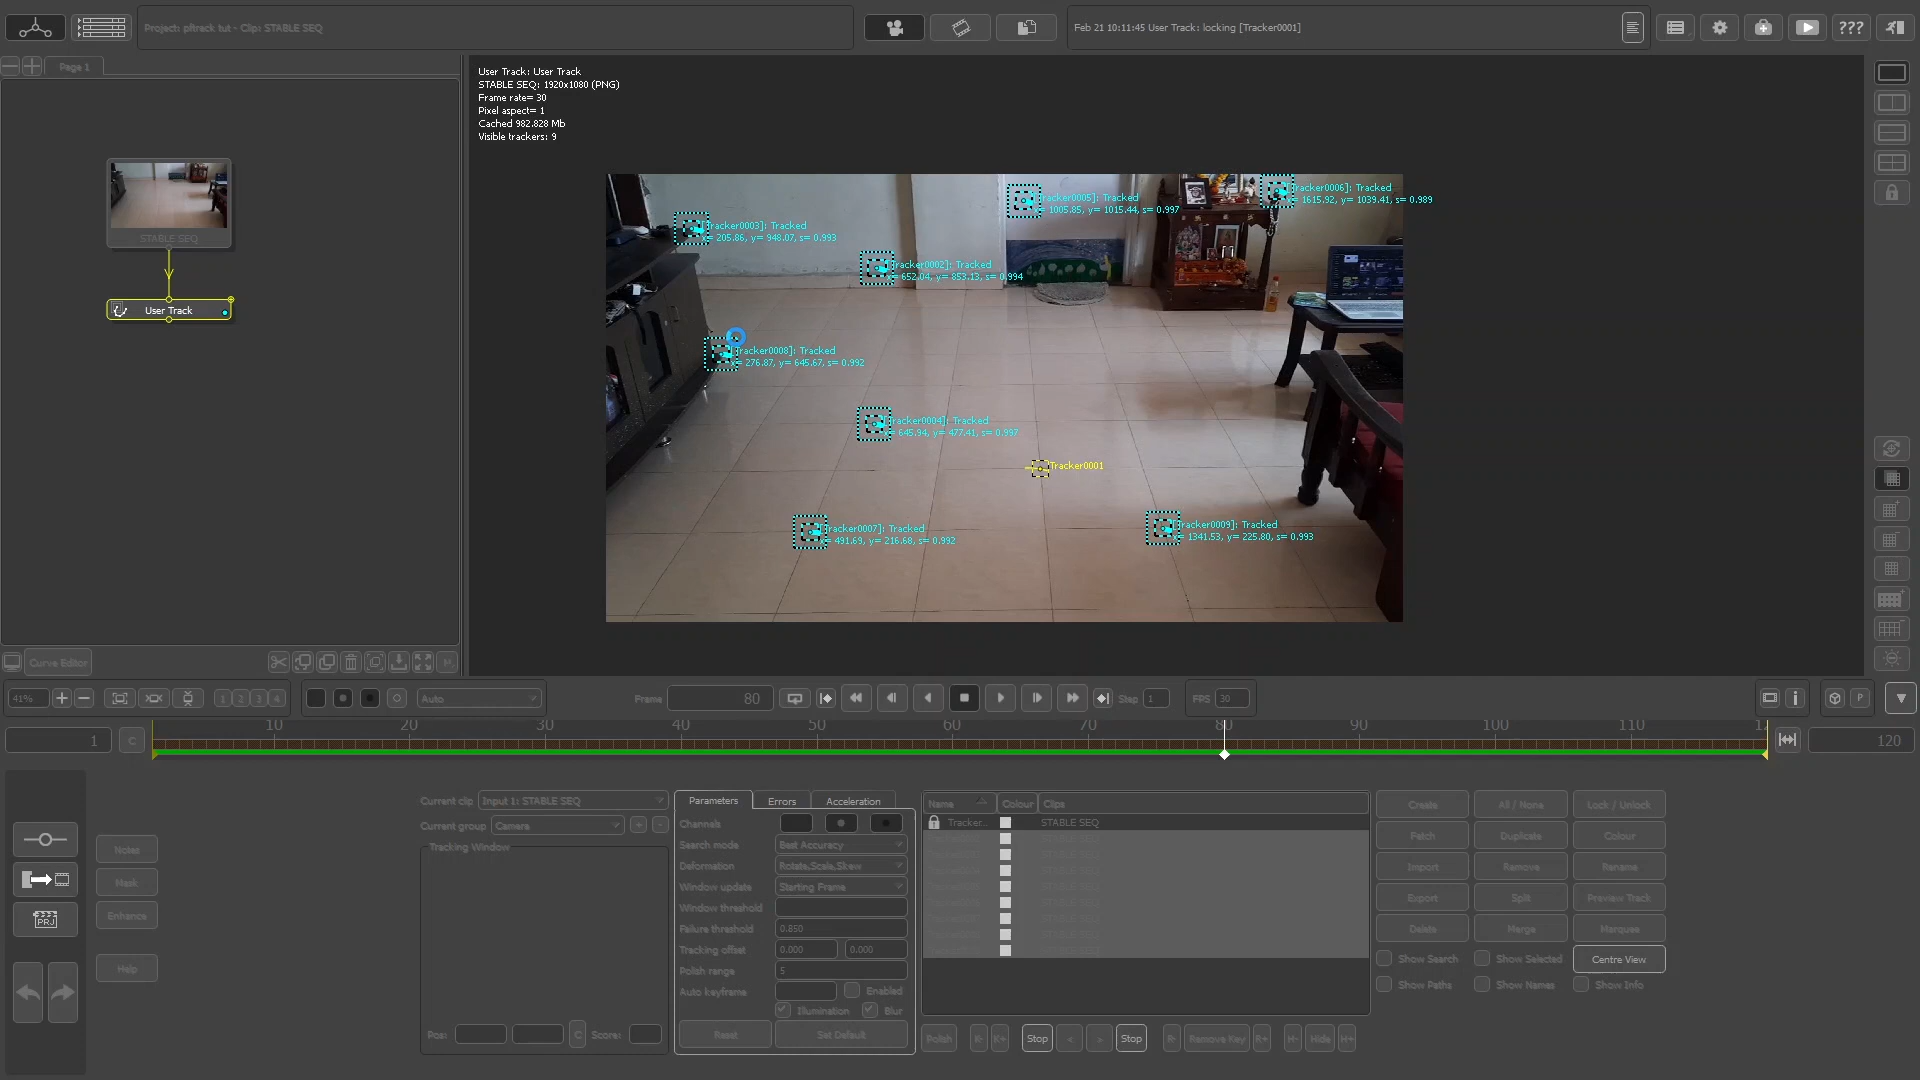 Project: pftrack tut - Clip: STABLE SEQ
Feb 21 10:11:45 User Track: locking [Tracker0001]
???
Page 1
User Track: User Track
STABLE SEQ: 1920x1080 (PNG)
Frame rate= 30
Pixel aspect= 1
Cached 982.828 Mb
Visible trackers: 9
STABLE SEQ
User Track
[Tracker0005]: Tracked
x= 1005.85, y= 1015.44, s= 0.997
[Tracker0006]: Tracked
x= 1615.92, y= 1039.41, s= 0.989
[Tracker0003]: Tracked
x= 205.86, y= 948.07, s= 0.993
[Tracker0002]: Tracked
x= 652.04, y= 853.13, s= 0.994
[Tracker0008]: Tracked
x= 276.87, y= 645.67, s= 0.992
[Tracker0004]: Tracked
x= 645.94, y= 477.41, s= 0.997
Tracker0001
[Tracker0007]: Tracked
x= 491.69, y= 216.68, s= 0.992
[Tracker0009]: Tracked
x= 1341.53, y= 225.80, s= 0.993
Curve Editor
41% 1 2 3 4 Auto Frame 80 Step 1 FPS 30 P
1 C 10 20 30 40 50 60 70 80 90 100 110 120
Current clip Input 1: STABLE SEQ
Current group Camera + -
Tracking Window
Pos: C Score:
Notes
Mask
Enhance
Help
PRJ
Parameters Errors Acceleration
Channels
Search mode Best Accuracy
Deformation Rotate,Scale,Skew
Window update Starting Frame
Window threshold
Failure threshold 0.850
Tracking offset 0.000 0.000
Polish range 5
Auto keyframe Enabled
Illumination Blur
Reset Set Default
Name Colour Clips
Tracker... STABLE SEQ
Polish K- K+ Stop < > Stop R- Remove Key R+ H- Hide H+
Create All / None Lock / Unlock
Fetch Duplicate Colour
Import Remove Rename
Export Split Preview Track
Delete Merge Marquee
Show Search Show Selected Centre View
Show Paths Show Names Show Info